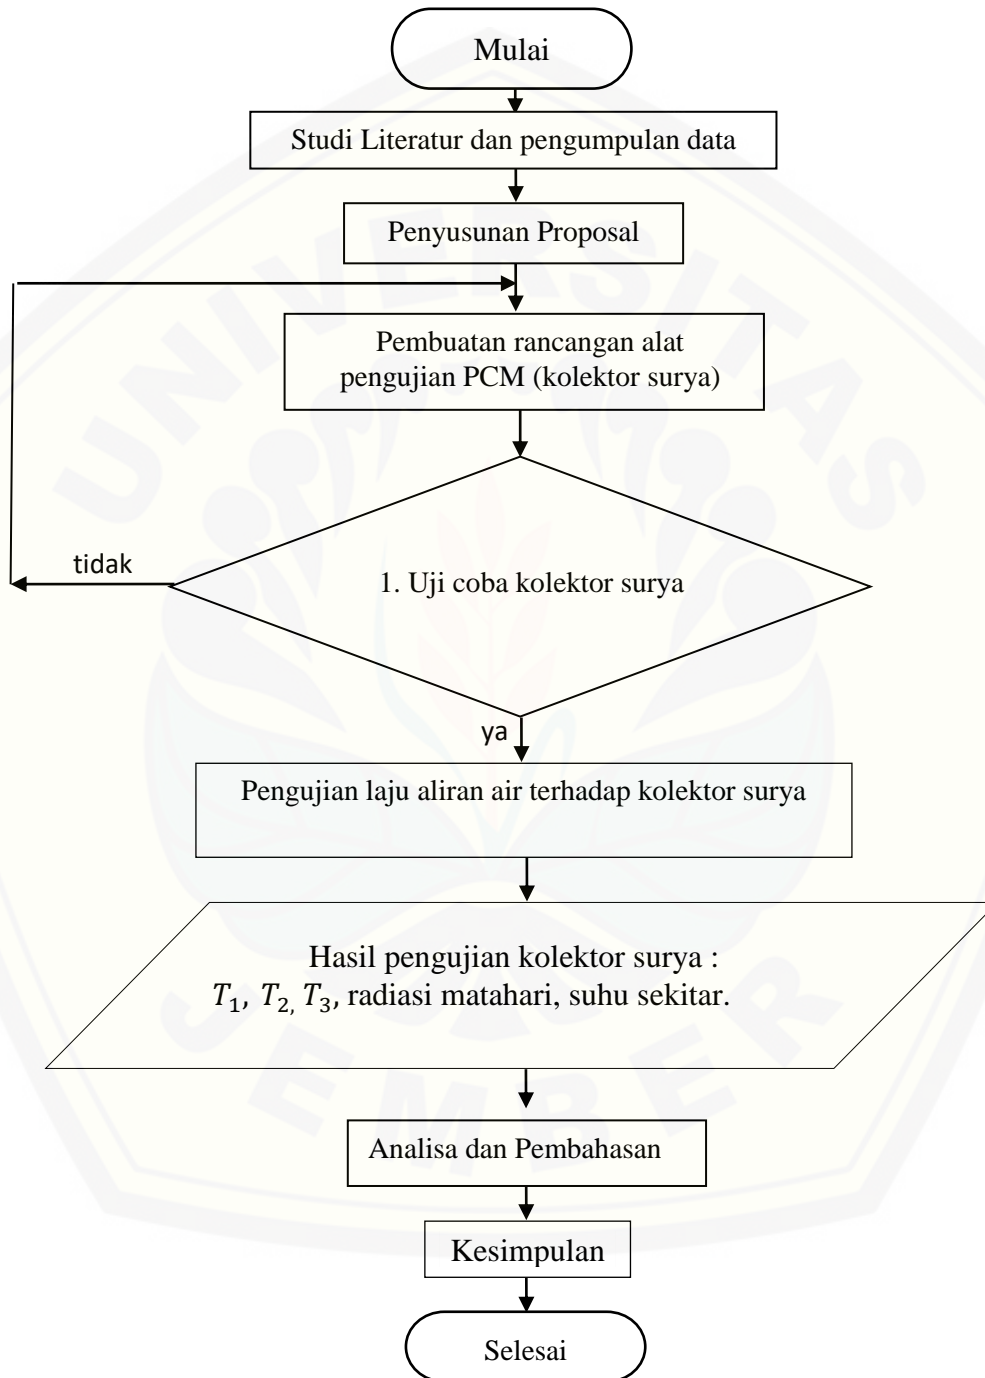 Mulai
Studi Literatur dan pengumpulan data
Penyusunan Proposal
Pembuatan rancangan alat
pengujian PCM (kolektor surya)
tidak
1. Uji coba kolektor surya
ya
Pengujian laju aliran air terhadap kolektor surya
Hasil pengujian kolektor surya :
T₁, T₂, T₃, radiasi matahari, suhu sekitar.
Analisa dan Pembahasan
Kesimpulan
Selesai
UNIVERSITAS
JEMBER